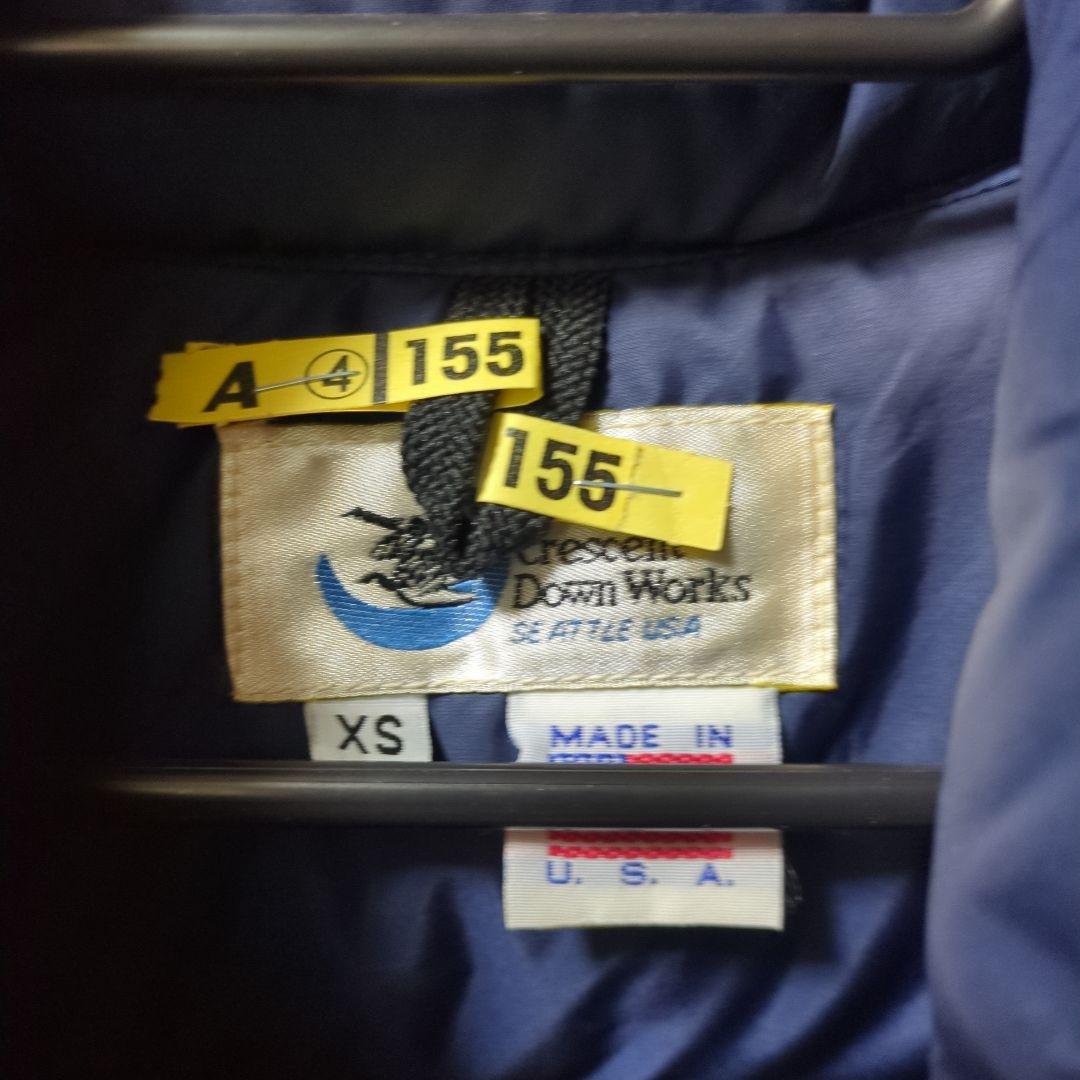 A ④ 155
155
Crescent
Down Works
SEATTLE USA
XS
MADE IN
U. S. A.